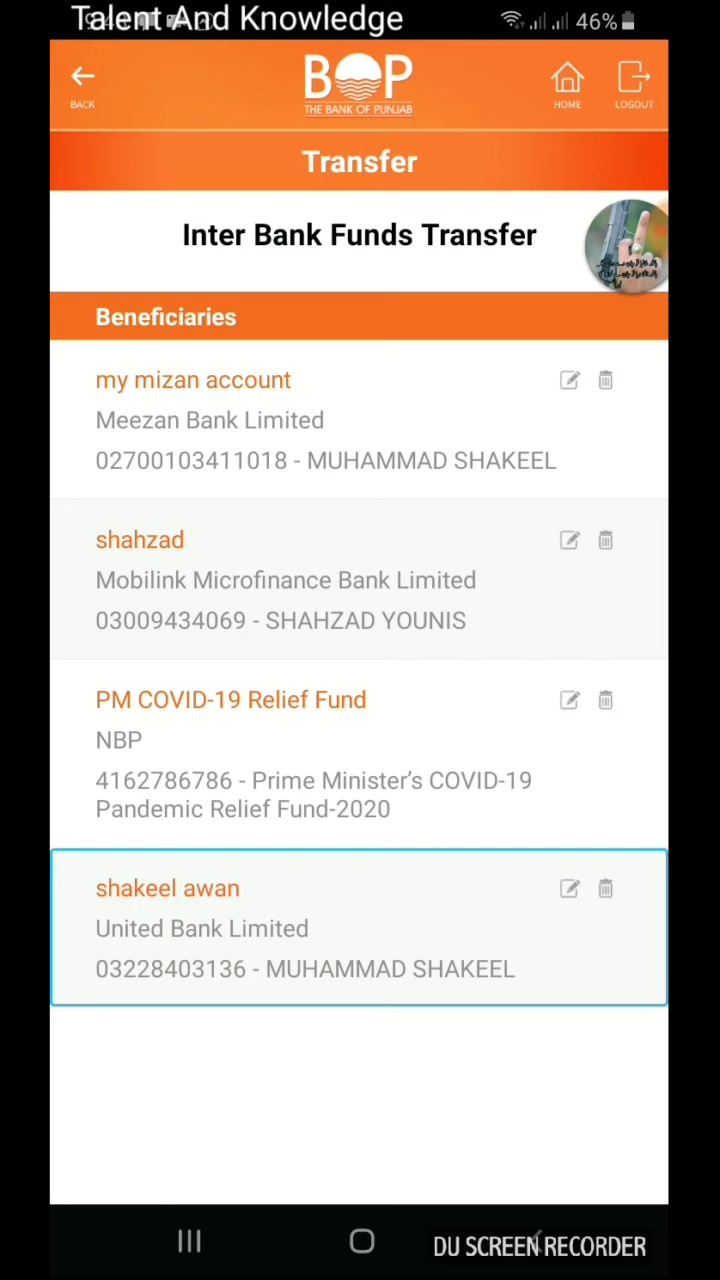 Talent And Knowledge
46%
BACK
BOP
THE BANK OF PUNJAB
HOME
LOGOUT
Transfer
Inter Bank Funds Transfer
Beneficiaries
my mizan account
Meezan Bank Limited
02700103411018 - MUHAMMAD SHAKEEL
shahzad
Mobilink Microfinance Bank Limited
03009434069 - SHAHZAD YOUNIS
PM COVID-19 Relief Fund
NBP
4162786786 - Prime Minister’s COVID-19
Pandemic Relief Fund-2020
shakeel awan
United Bank Limited
03228403136 - MUHAMMAD SHAKEEL
DU SCREEN RECORDER